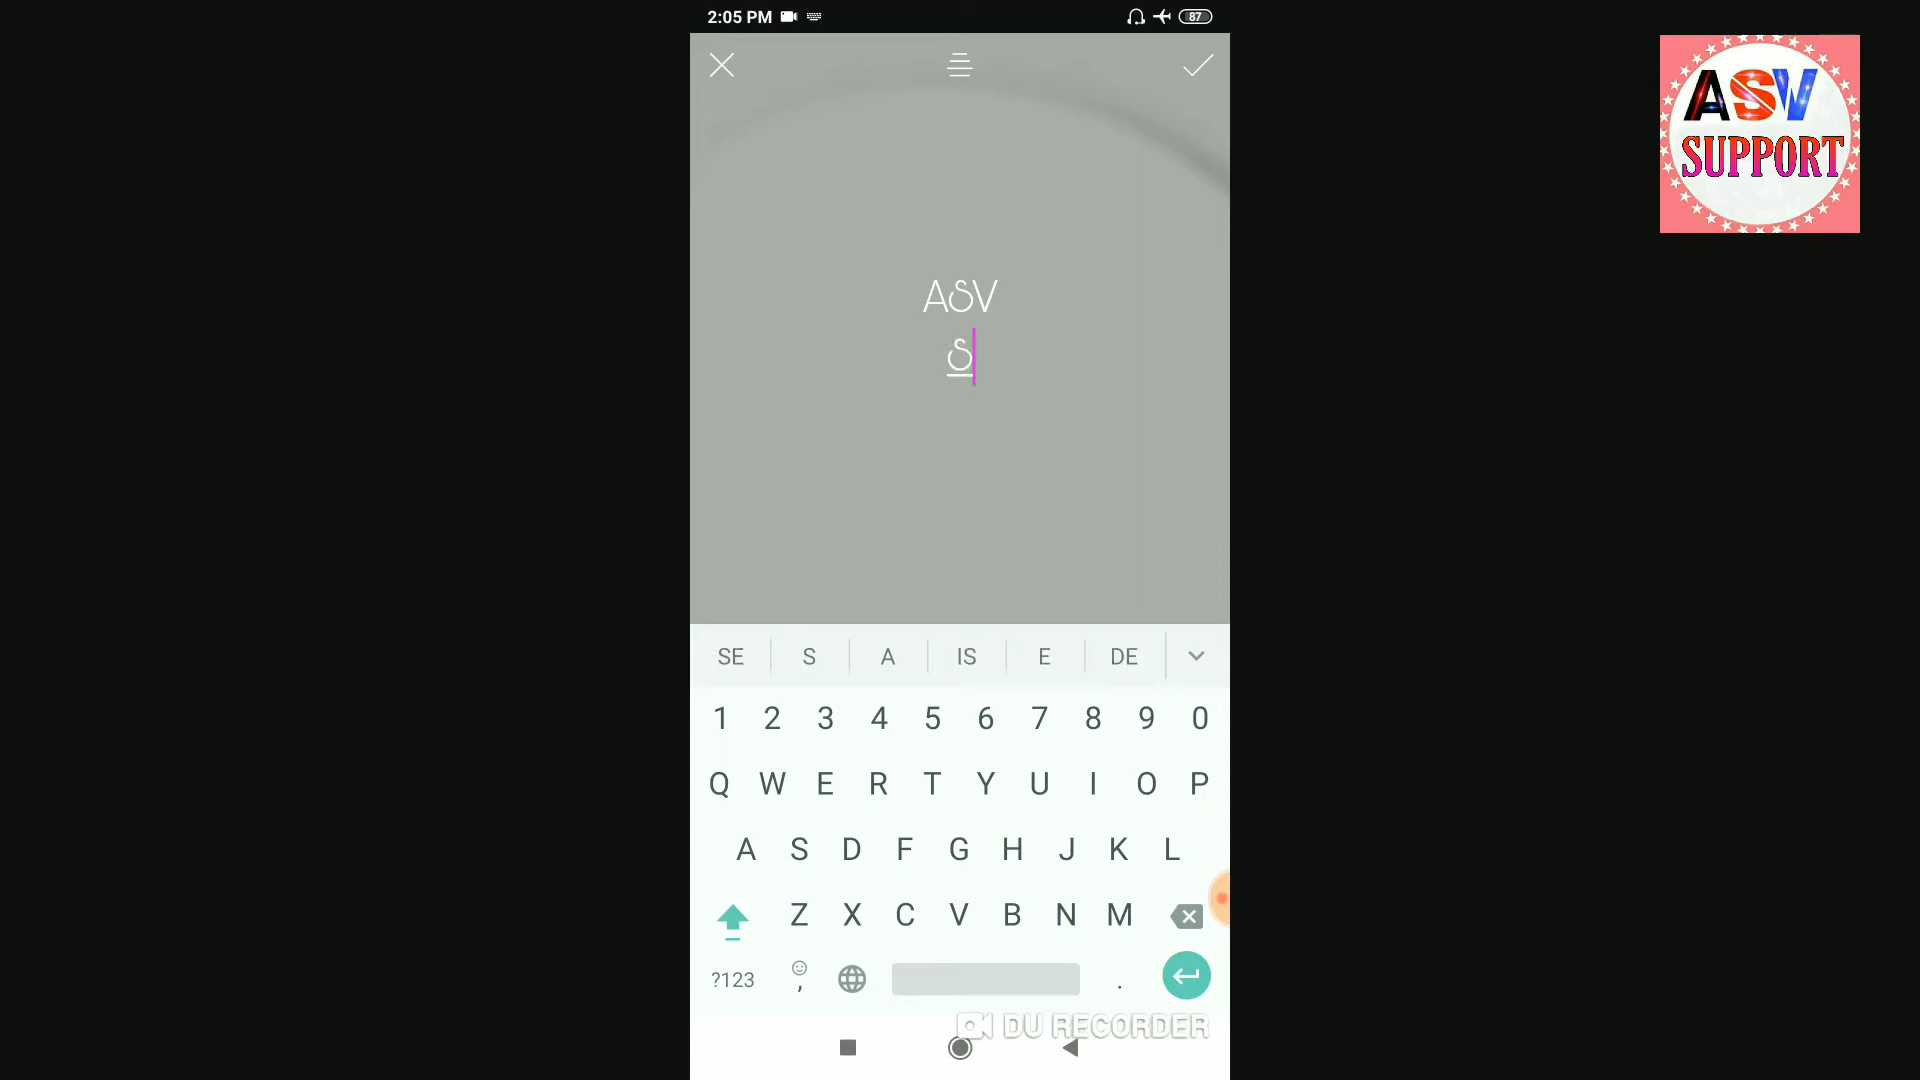 2:05 PM
87
ASV
SUPPORT
ASV
S
SE S A IS E DE
1 2 3 4 5 6 7 8 9 0
Q W E R T Y U I O P
A S D F G H J K L
Z X C V B N M
?123 , .
DU RECORDER